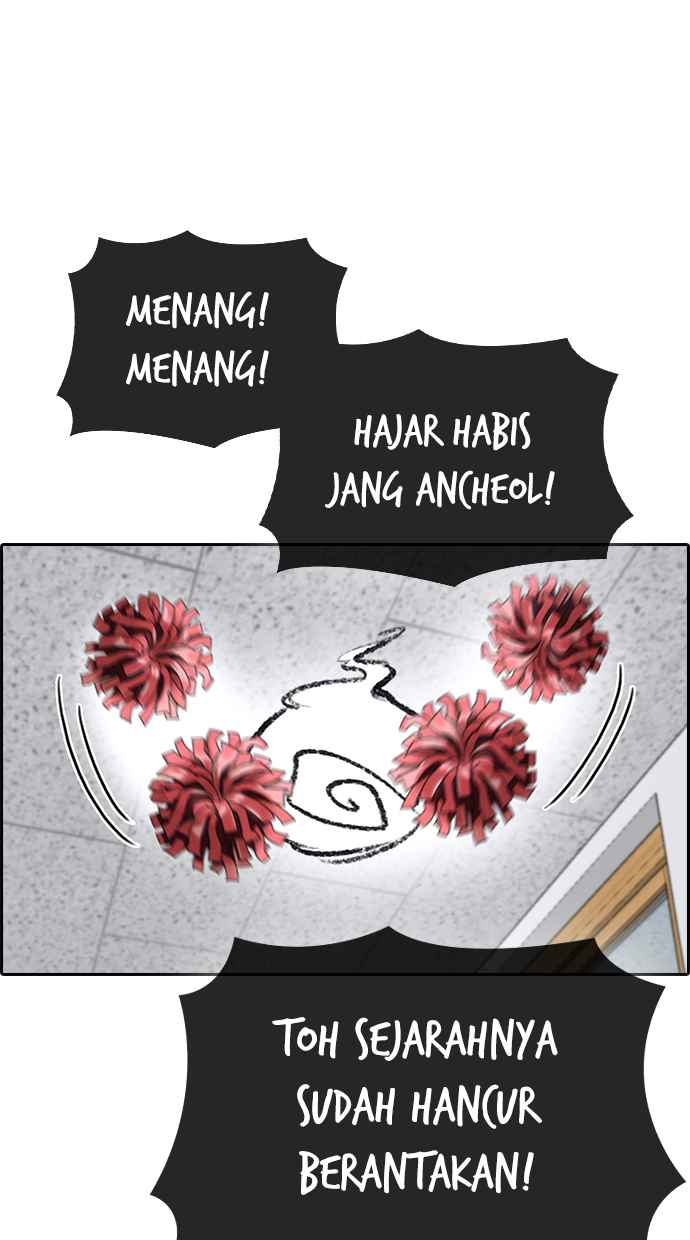 MENANG!
MENANG!
HAJAR HABIS
JANG ANCHEOL!
TOH SEJARAHNYA
SUDAH HANCUR
BERANTAKAN!